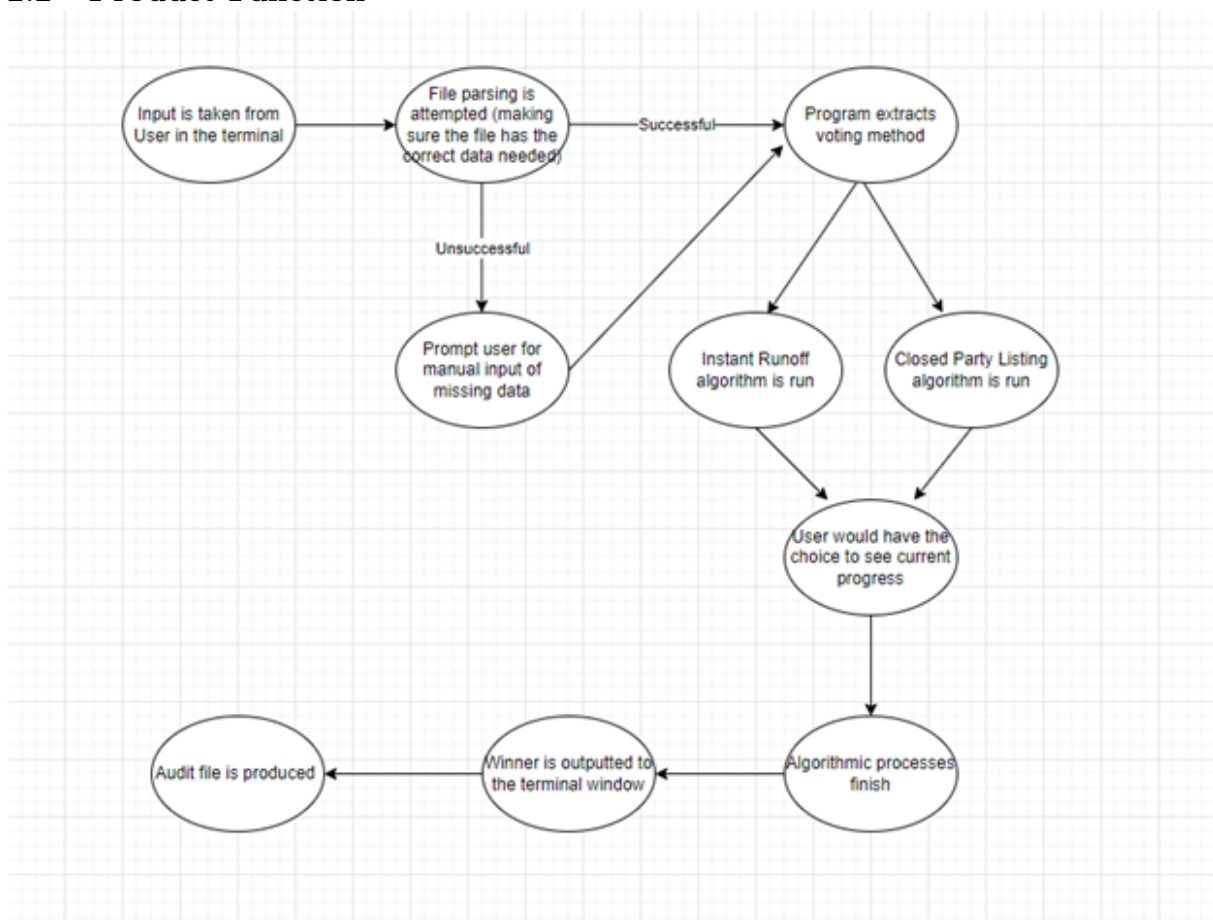 Product Function
Input is taken from
User in the terminal
File parsing is
attempted (making
sure the file has the
correct data needed)
Successful
Program extracts
voting method
Unsuccessful
Prompt user for
manual input of
missing data
Instant Runoff
algorithm is run
Closed Party Listing
algorithm is run
User would have the
choice to see current
progress
Audit file is produced
Winner is outputted to
the terminal window
Algorithmic processes
finish